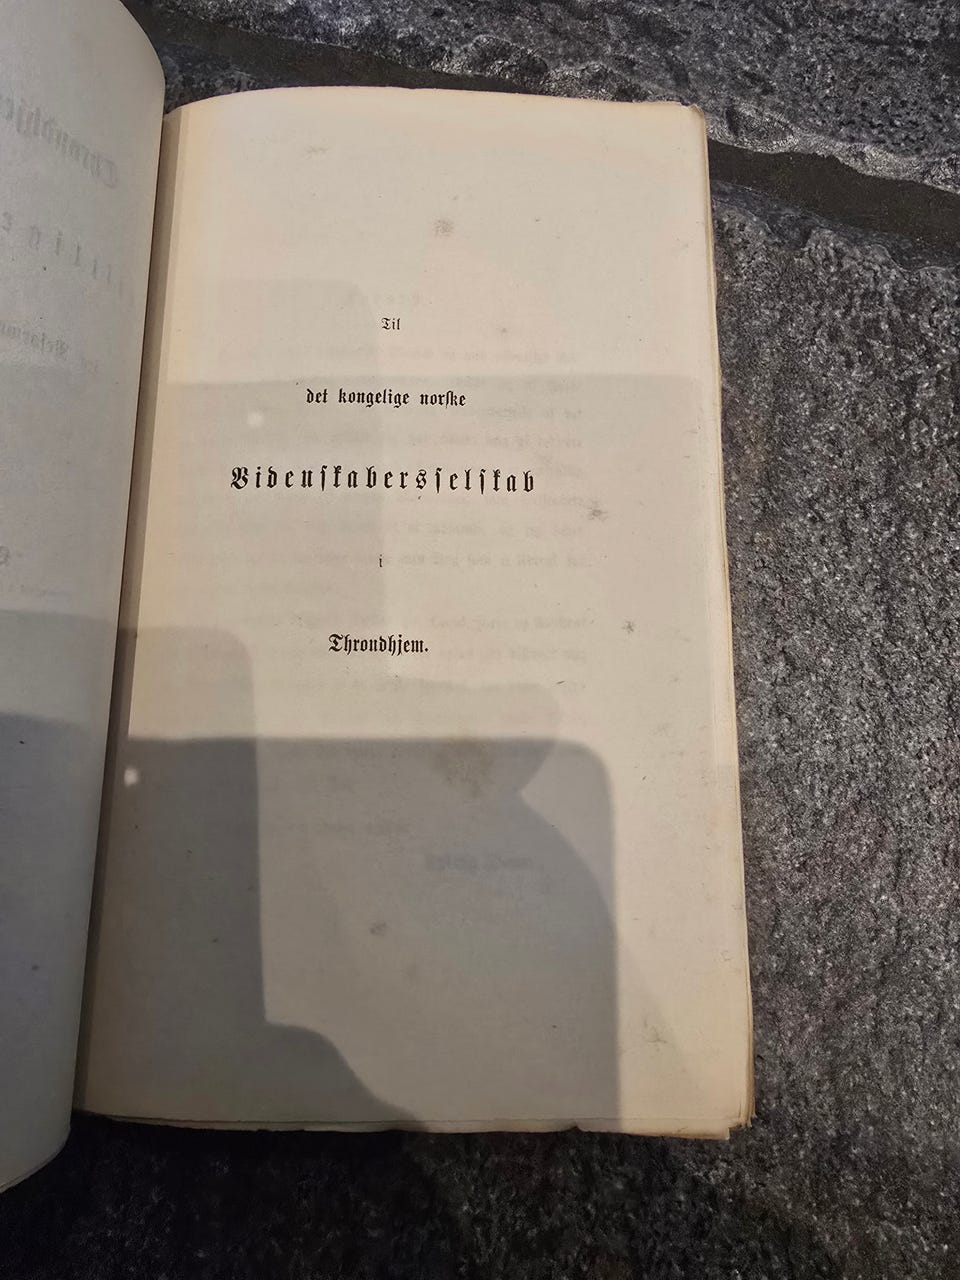 Til
det kongelige norske
Videnskabersselskab
i
Throndhjem.